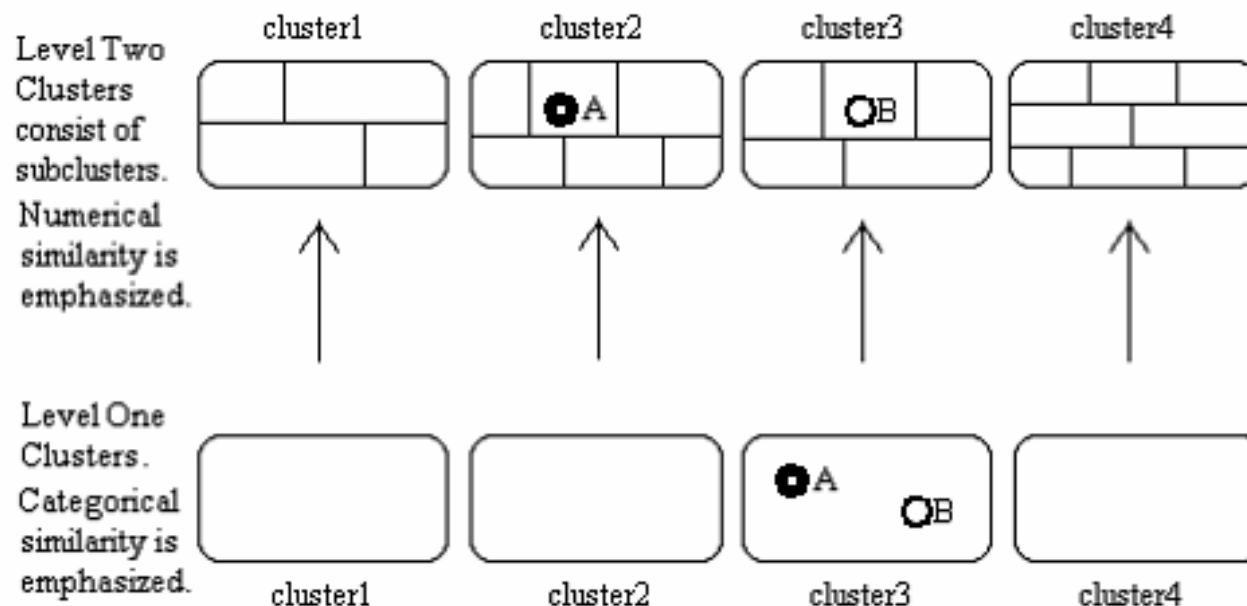 cluster1 cluster2 cluster3 cluster4
Level Two
Clusters
consist of
subclusters.
Numerical
similarity is
emphasized.
A
B
Level One
Clusters.
Categorical
similarity is
emphasized.
A
B
cluster1 cluster2 cluster3 cluster4